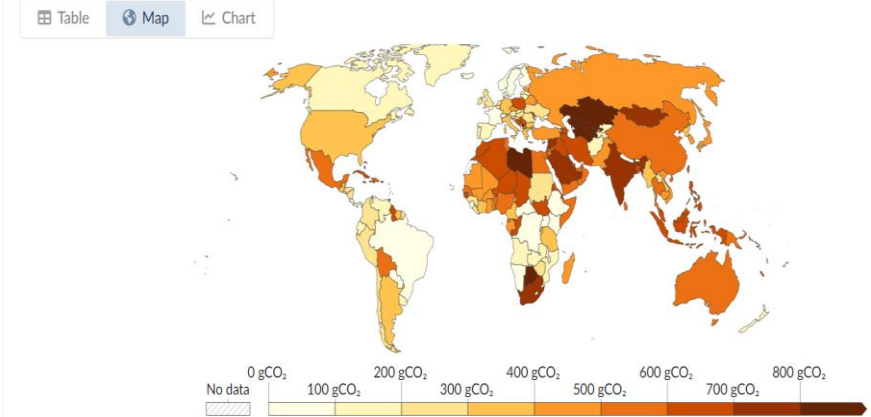 Table Map Chart
0 gCO₂ 200 gCO₂ 400 gCO₂ 600 gCO₂ 800 gCO₂
No data 100 gCO₂ 300 gCO₂ 500 gCO₂ 700 gCO₂